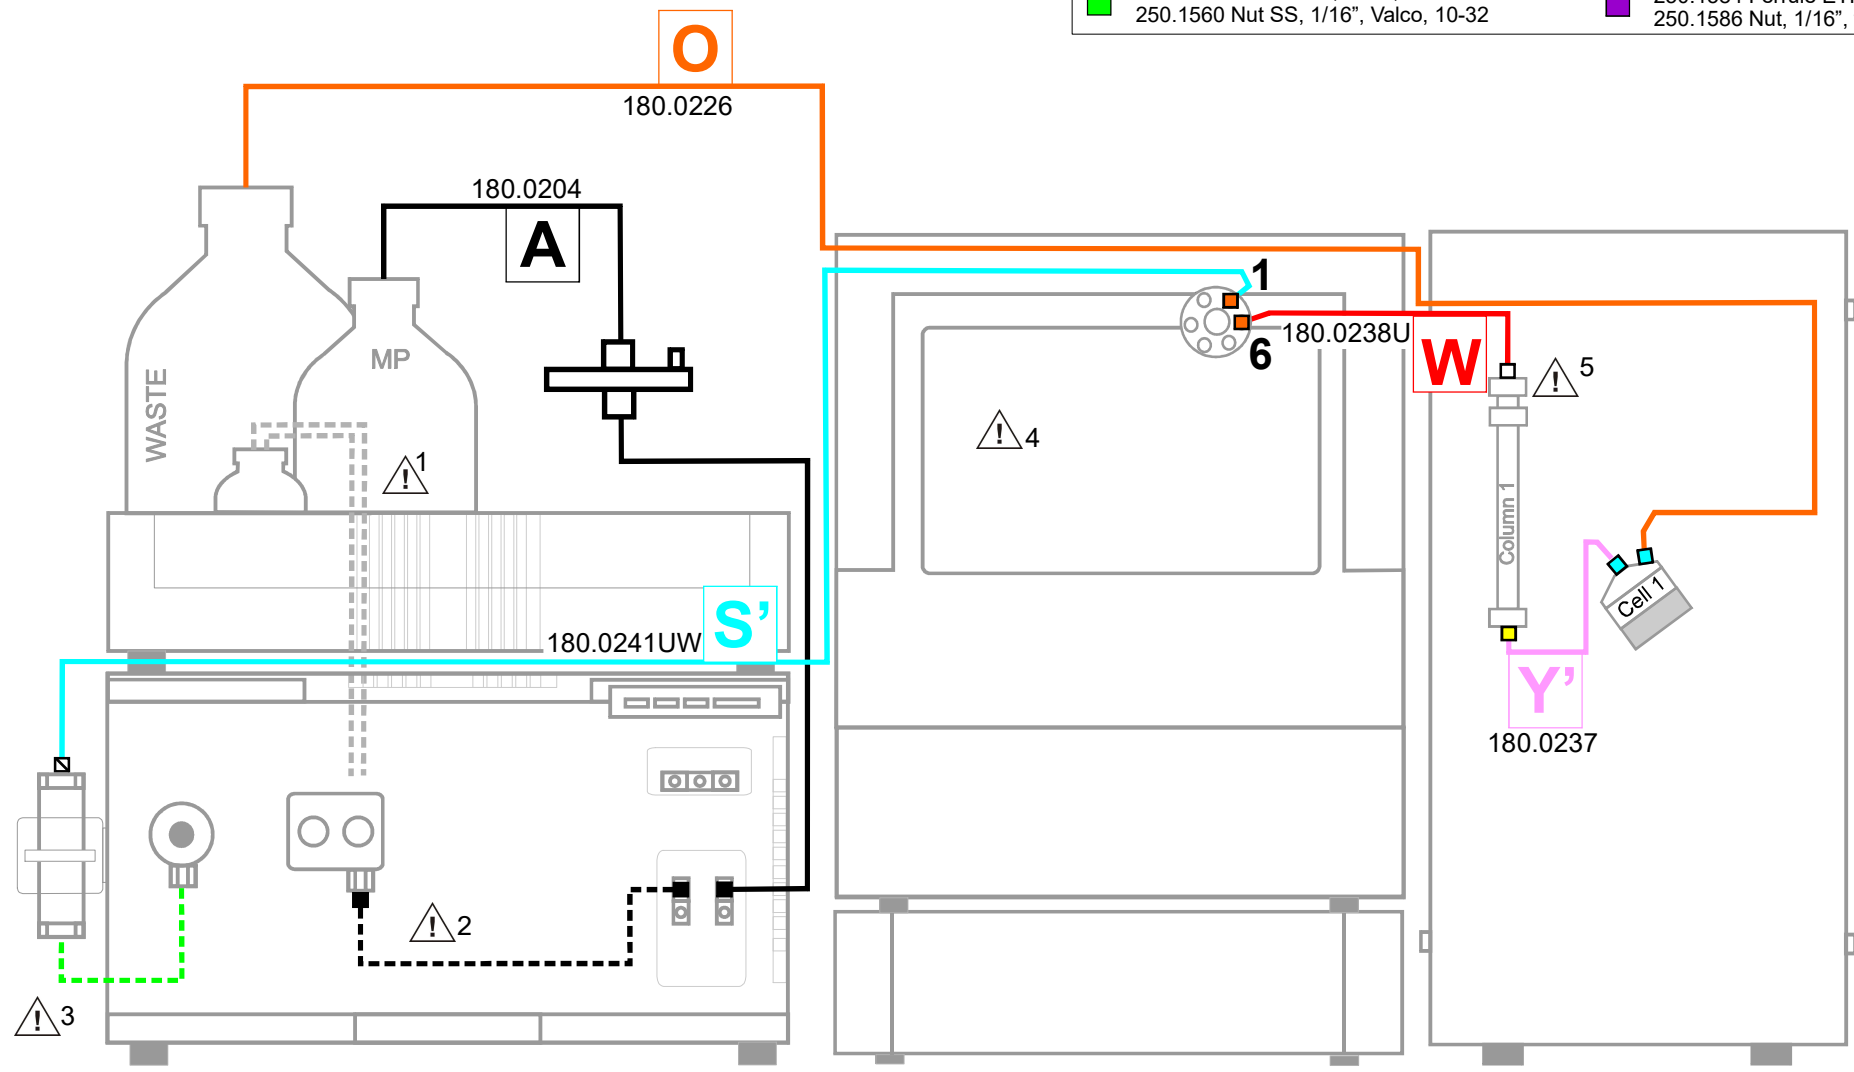 250.1560 Nut SS, 1/16”, Valco, 10-32
250.1586 Nut, 1/16”,
O
180.0226
180.0204
A
WASTE
MP
1
1
6
180.0238U
W
5
4
Column 1
Cell 1
S’
180.0241UW
Y’
180.0237
2
3